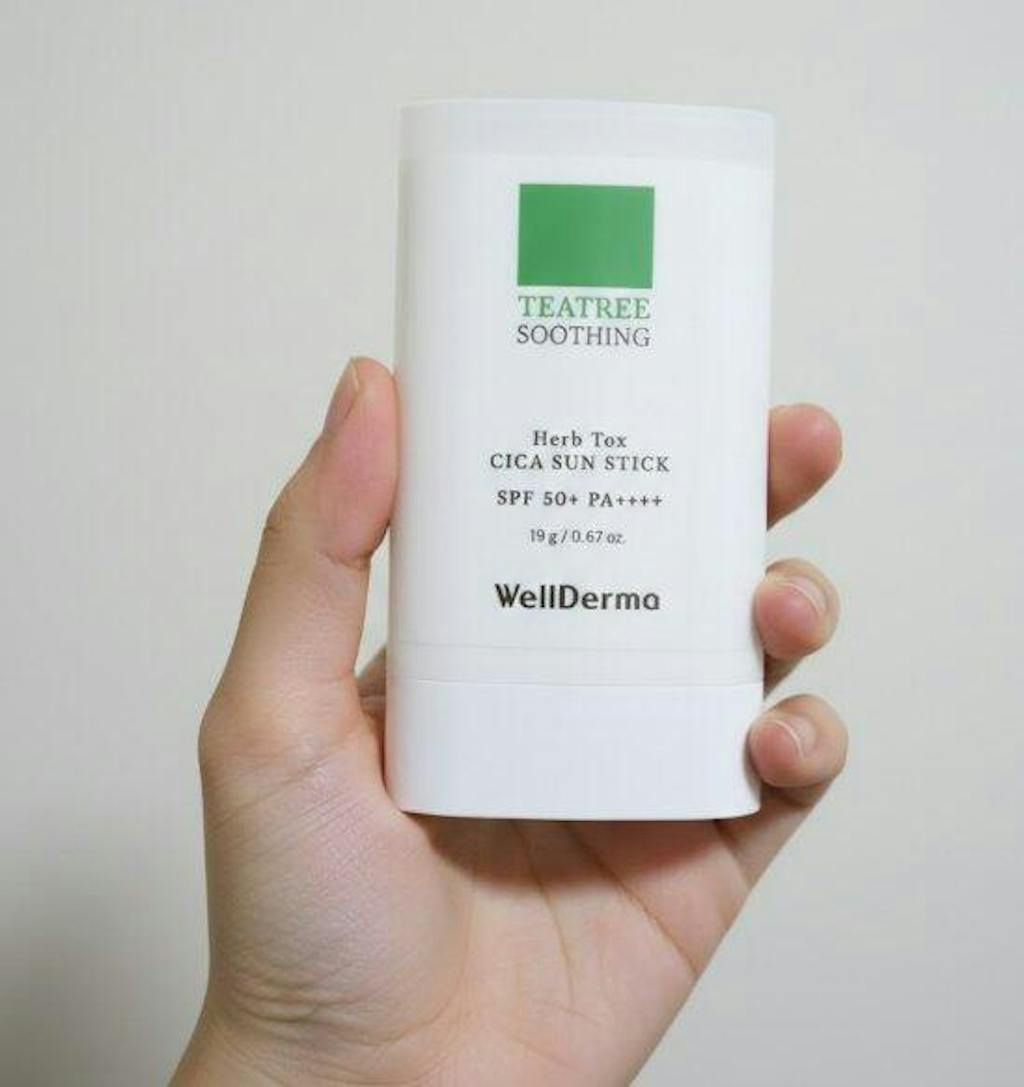 TEATREE
SOOTHING
Herb Tox
CICA SUN STICK
SPF 50+ PA++++
19 g / 0.67 oz.
WellDerma